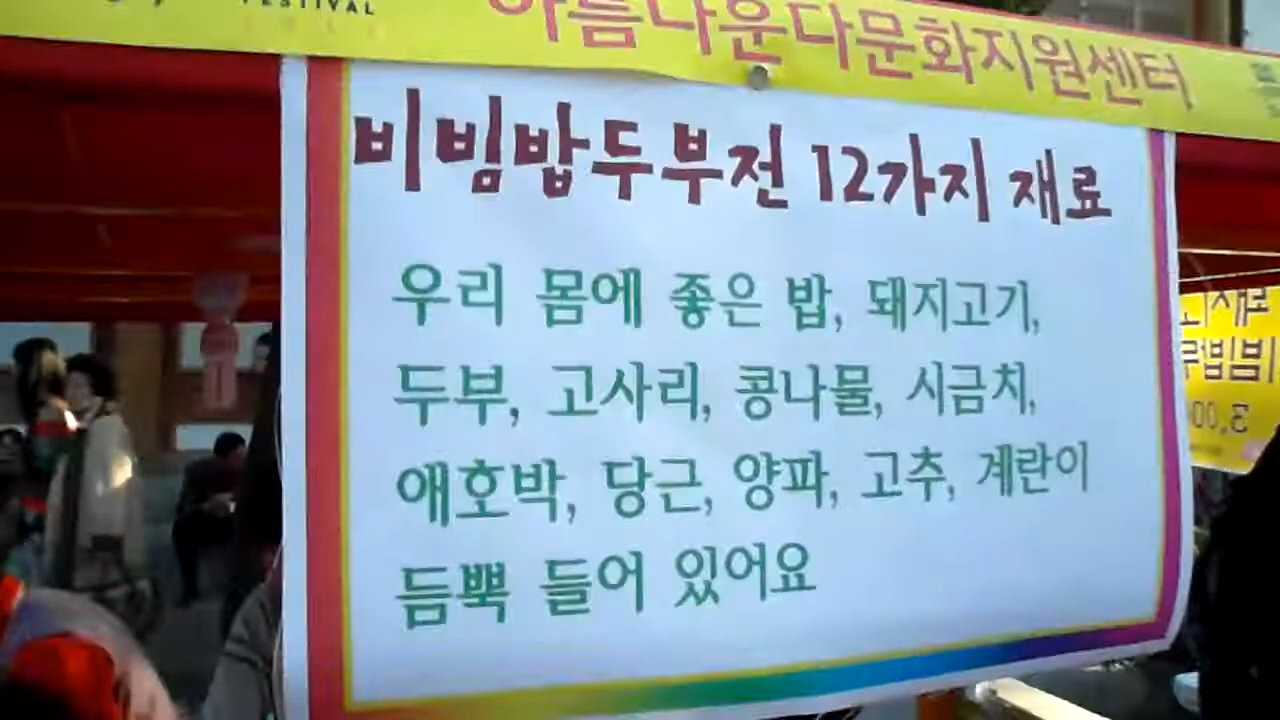 FESTIVAL
아름다운다문화지원센터
비빔밥두부전 12가지 재료
우리 몸에 좋은 밥, 돼지고기,
두부, 고사리, 콩나물, 시금치,
애호박, 당근, 양파, 고추, 계란이
듬뿍 들어 있어요
3,00